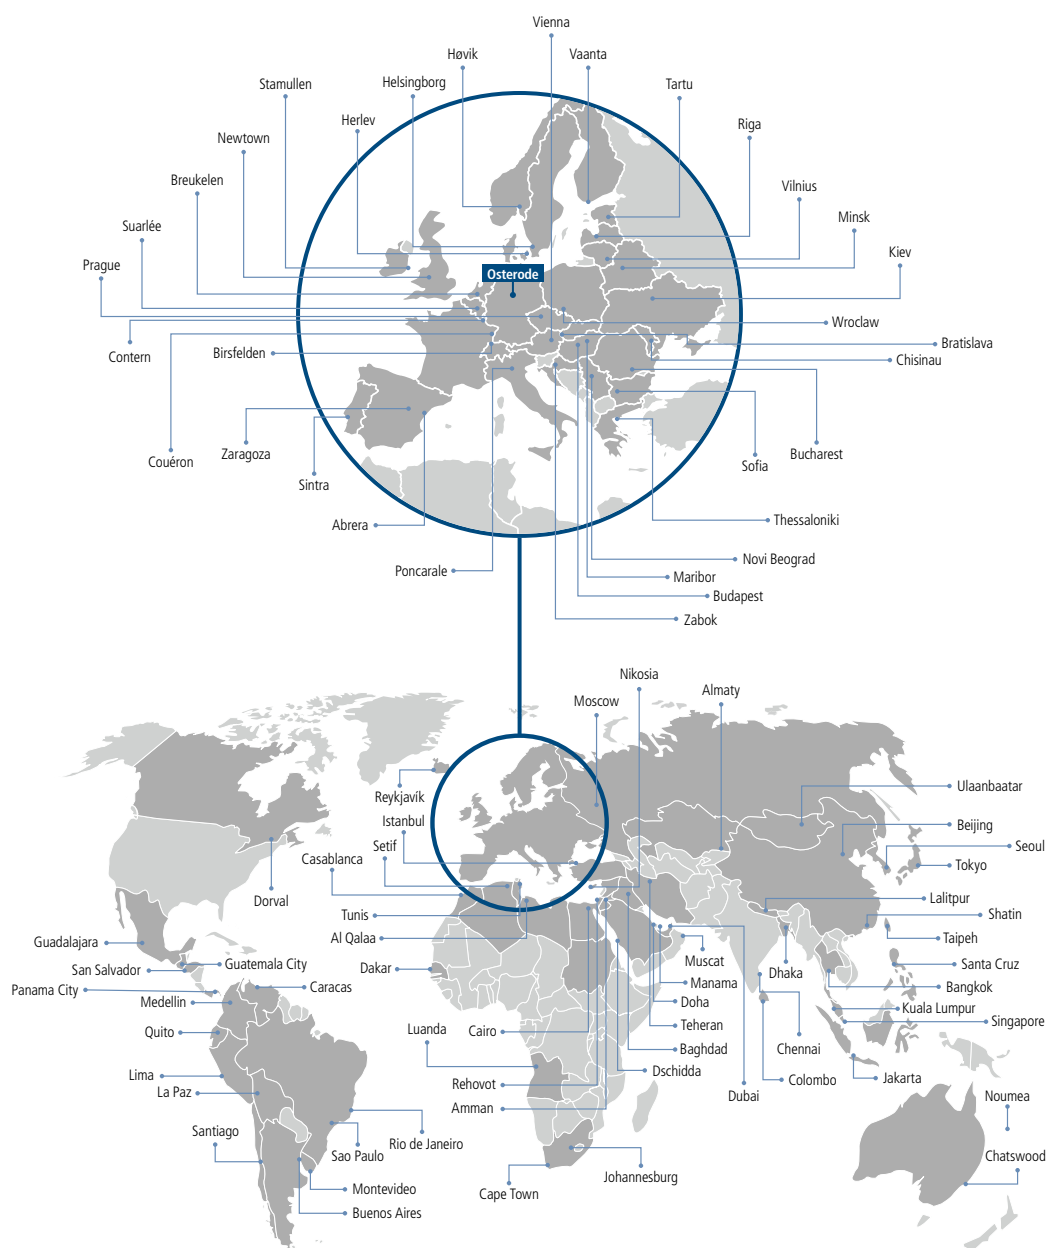 Vienna
Høvik
Vaanta
Stamullen
Helsingborg
Tartu
Herlev
Riga
Newtown
Breukelen
Vilnius
Suarlée
Minsk
Prague
Kiev
Osterode
Wroclaw
Contern
Birsfelden
Bratislava
Chisinau
Couéron
Zaragoza
Sofia
Bucharest
Sintra
Abrera
Thessaloniki
Poncarale
Novi Beograd
Maribor
Budapest
Zabok
Nikosia
Moscow
Almaty
Reykjavík
Ulaanbaatar
Istanbul
Beijing
Setif
Seoul
Casablanca
Tokyo
Dorval
Lalitpur
Tunis
Shatin
Al Qalaa
Taipeh
Guadalajara
Guatemala City
Muscat
San Salvador
Dakar
Dhaka
Santa Cruz
Panama City
Caracas
Manama
Bangkok
Medellin
Doha
Kuala Lumpur
Quito
Luanda
Cairo
Teheran
Singapore
Baghdad
Chennai
Lima
Dschidda
Jakarta
La Paz
Rehovot
Colombo
Dubai
Noumea
Amman
Santiago
Rio de Janeiro
Sao Paulo
Chatswood
Johannesburg
Montevideo
Cape Town
Buenos Aires